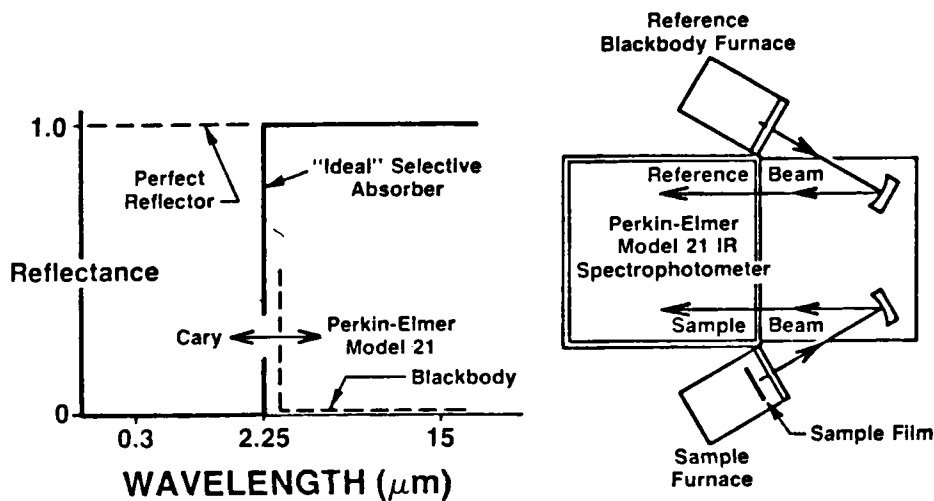 1.0
Perfect
Reflector
"Ideal" Selective
Absorber
Reflectance
Cary
Perkin-Elmer
Model 21
Blackbody
0
0.3
2.25
15
WAVELENGTH (μm)
Reference
Blackbody Furnace
Reference Beam
Perkin-Elmer
Model 21 IR
Spectrophotometer
Sample Beam
Sample Film
Sample
Furnace